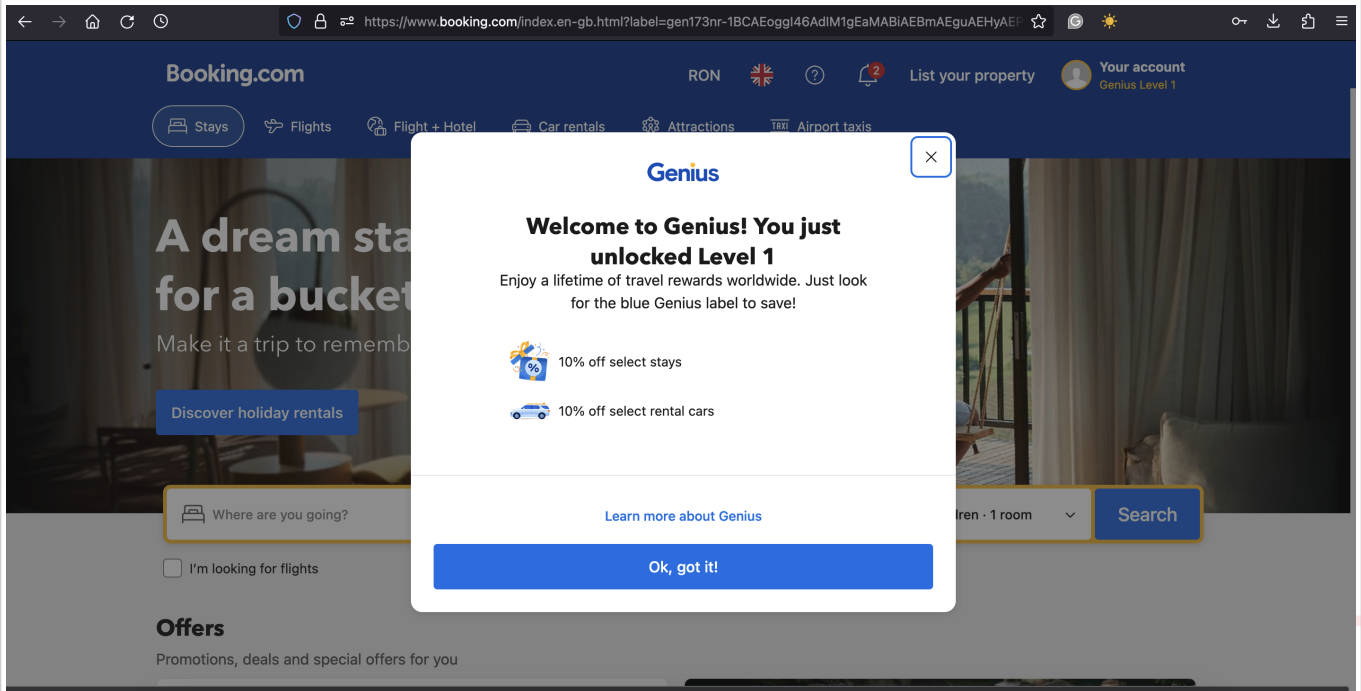 https://www.booking.com/index.en-gb.html?label=gen173nr-1BCAEoggI46AdIM1gEaMABiAEBmAEguAEHyAEP
Booking.com
RON
2
List your property
Your account
Genius Level 1
Stays
Flights
Flight + Hotel
Car rentals
Attractions
TAXI
Airport taxis
Genius
Welcome to Genius! You just
unlocked Level 1
Enjoy a lifetime of travel rewards worldwide. Just look
for the blue Genius label to save!
10% off select stays
10% off select rental cars
Learn more about Genius
Ok, got it!
A dream sta
for a bucket
Make it a trip to rememb
Discover holiday rentals
Where are you going?
dren · 1 room
Search
I'm looking for flights
Offers
Promotions, deals and special offers for you